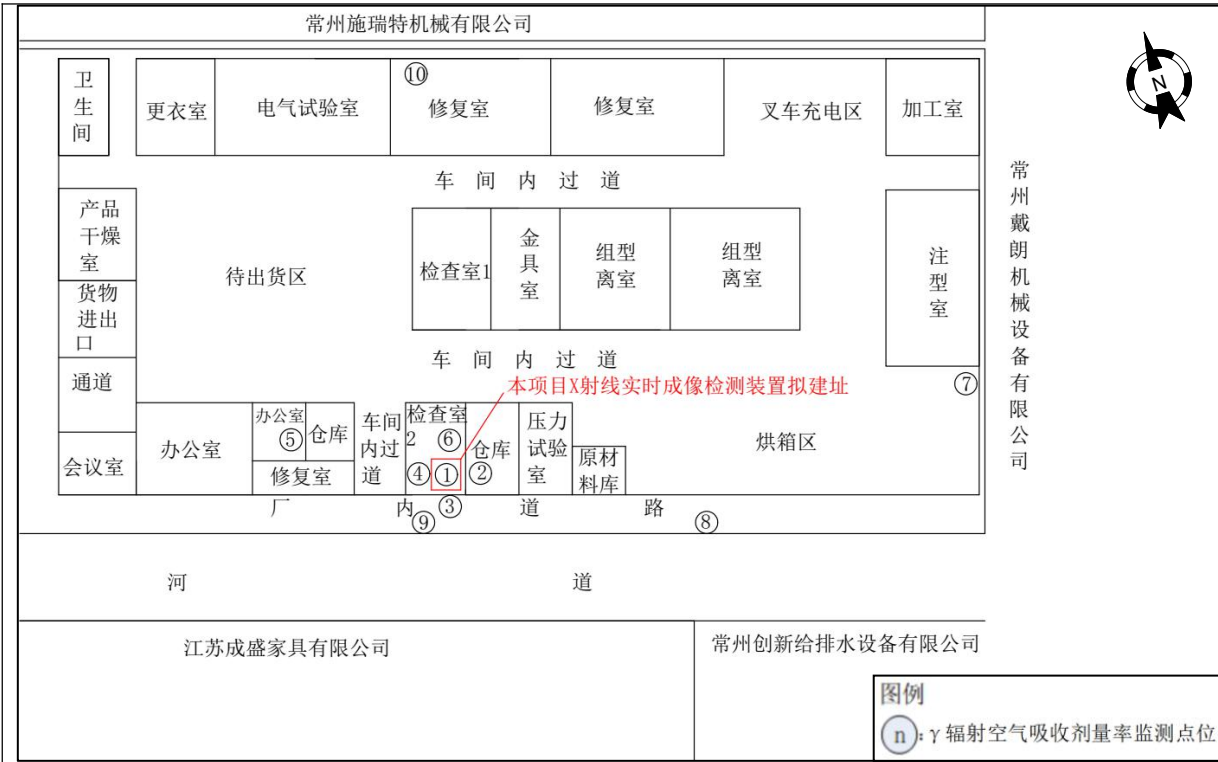 常州施瑞特机械有限公司
N
卫生间
更衣室
电气试验室
⑩
修复室
修复室
叉车充电区
加工室
车间内过道
常州戴朗机械设备有限公司
产品
干燥
室
货物
进出
口
通道
会议室
待出货区
检查室1
金具室
组型
离室
组型
离室
注型室
车间内过道
本项目X射线实时成像检测装置拟建址
⑦
办公室
办公室
⑤
仓库
修复室
车间
内过
道
检查室
2
⑥
④
①
仓库
②
压力
试验
室
原材
料库
烘箱区
厂内道路
③
⑨
⑧
河道
江苏成盛家具有限公司
常州创新给排水设备有限公司
图例
n:γ辐射空气吸收剂量率监测点位